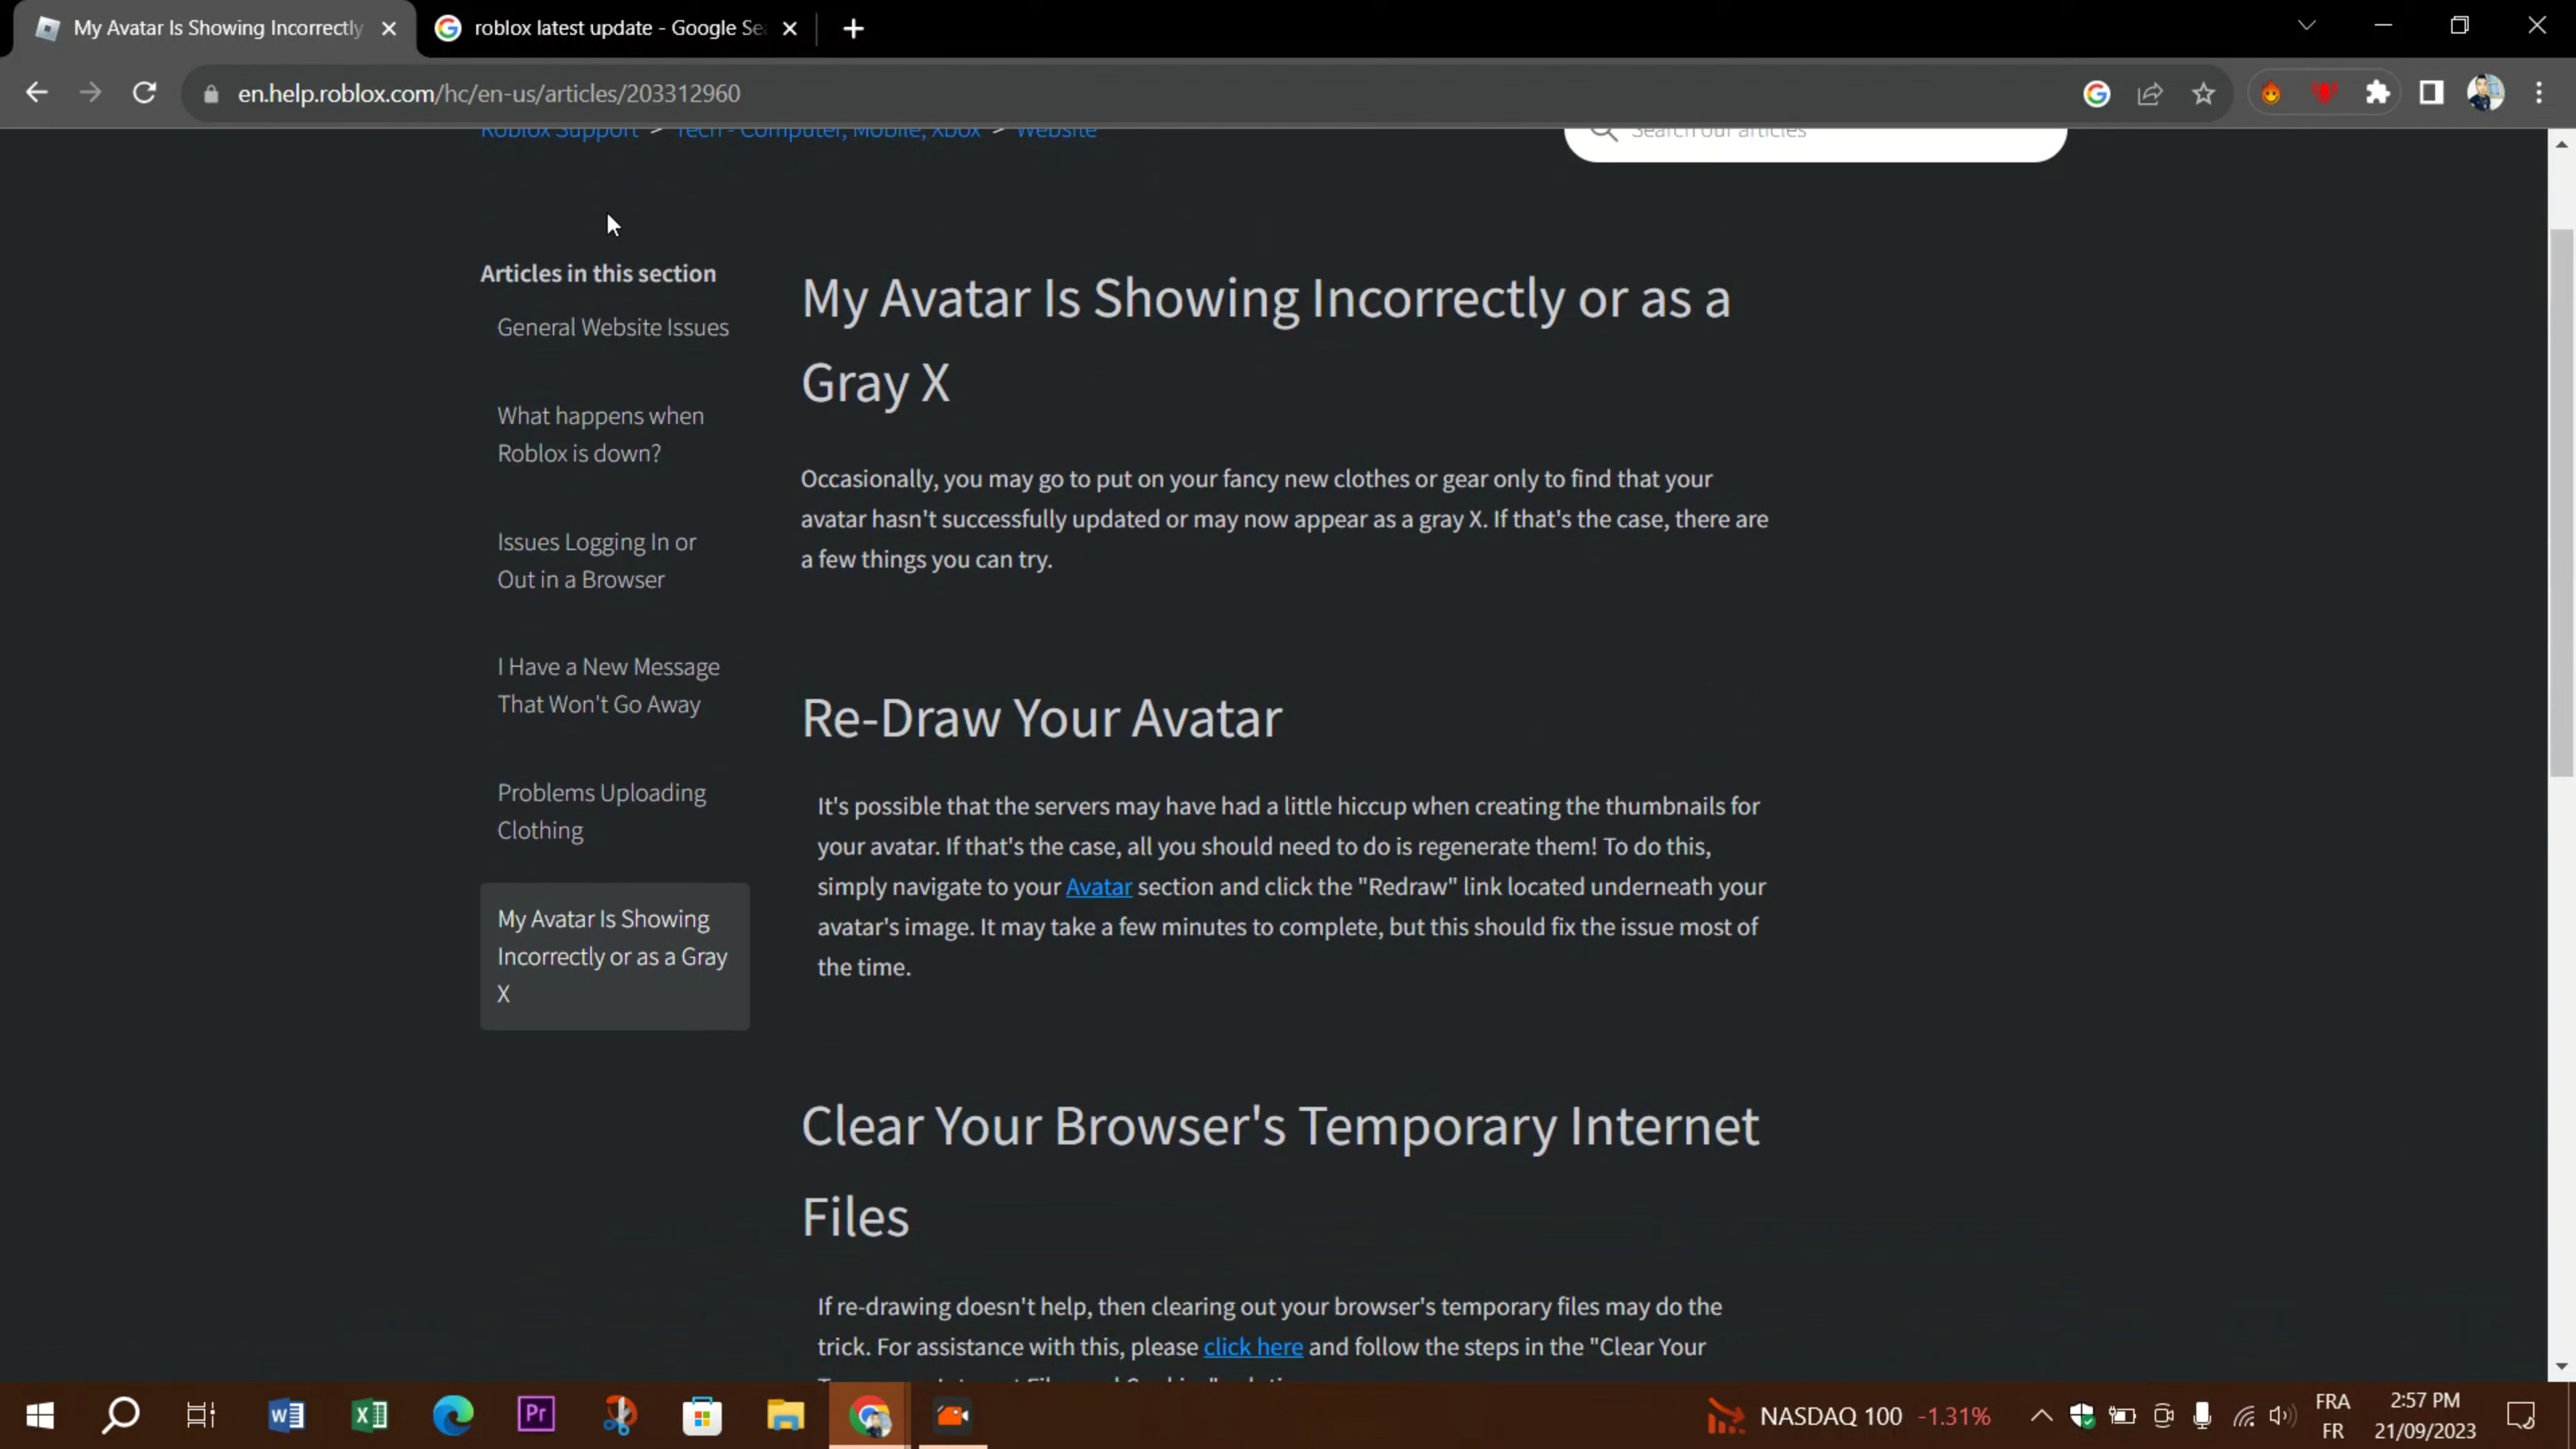 My Avatar Is Showing Incorrectly
roblox latest update - Google Se
en.help.roblox.com/hc/en-us/articles/203312960
Roblox Support > Tech - Computer, Mobile, Xbox > Website
Search our articles
Articles in this section
General Website Issues
What happens when
Roblox is down?
Issues Logging In or
Out in a Browser
I Have a New Message
That Won't Go Away
Problems Uploading
Clothing
My Avatar Is Showing
Incorrectly or as a Gray
X
My Avatar Is Showing Incorrectly or as a
Gray X
Occasionally, you may go to put on your fancy new clothes or gear only to find that your
avatar hasn't successfully updated or may now appear as a gray X. If that's the case, there are
a few things you can try.
Re-Draw Your Avatar
It's possible that the servers may have had a little hiccup when creating the thumbnails for
your avatar. If that's the case, all you should need to do is regenerate them! To do this,
simply navigate to your Avatar section and click the "Redraw" link located underneath your
avatar's image. It may take a few minutes to complete, but this should fix the issue most of
the time.
Clear Your Browser's Temporary Internet
Files
If re-drawing doesn't help, then clearing out your browser's temporary files may do the
trick. For assistance with this, please click here and follow the steps in the "Clear Your
Pr
NASDAQ 100 -1.31%
FRA
FR
2:57 PM
21/09/2023